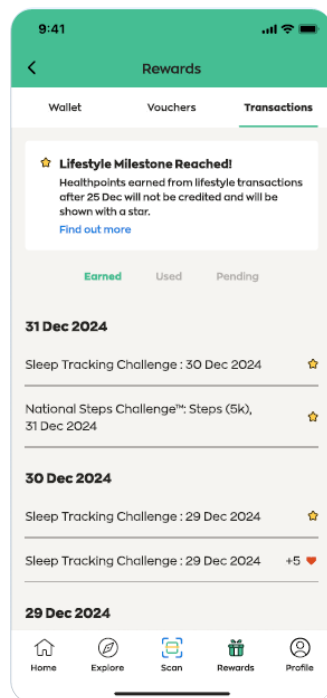 9:41
Rewards
Wallet Vouchers Transactions
Lifestyle Milestone Reached!
Healthpoints earned from lifestyle transactions
after 25 Dec will not be credited and will be
shown with a star.
Find out more
Earned Used Pending
31 Dec 2024
Sleep Tracking Challenge : 30 Dec 2024
National Steps Challenge™: Steps (5k),
31 Dec 2024
30 Dec 2024
Sleep Tracking Challenge : 29 Dec 2024
Sleep Tracking Challenge : 29 Dec 2024 +5
29 Dec 2024
Home Explore Scan Rewards Profile